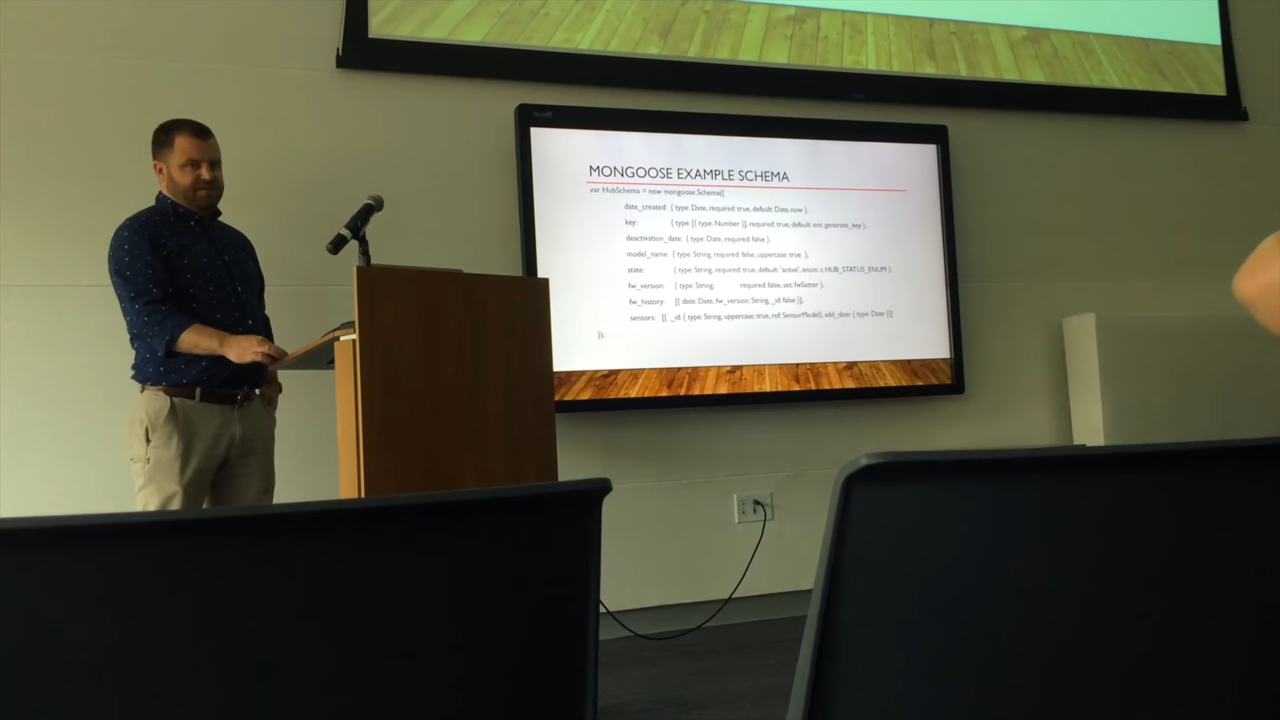 MONGOOSE EXAMPLE SCHEMA
var HubSchema = new mongoose.Schema({
date_created: { type: Date, required: true, default: Date.now },
key: { type: [{ type: Number }], required: true, default: enc.generate_key },
deactivation_date: { type: Date, required: false },
model_name: { type: String, required: false, uppercase: true },
state: { type: String, required: true, default: 'active', enum: c.HUB_STATUS_ENUM },
fw_version: { type: String, required: false, set: fwSetter },
fw_history: [{ date: Date, fw_version: String, _id: false }],
sensors: [{ _id: { type: String, uppercase: true, ref: SensorModel}, add_date: { type: Date }}]
});